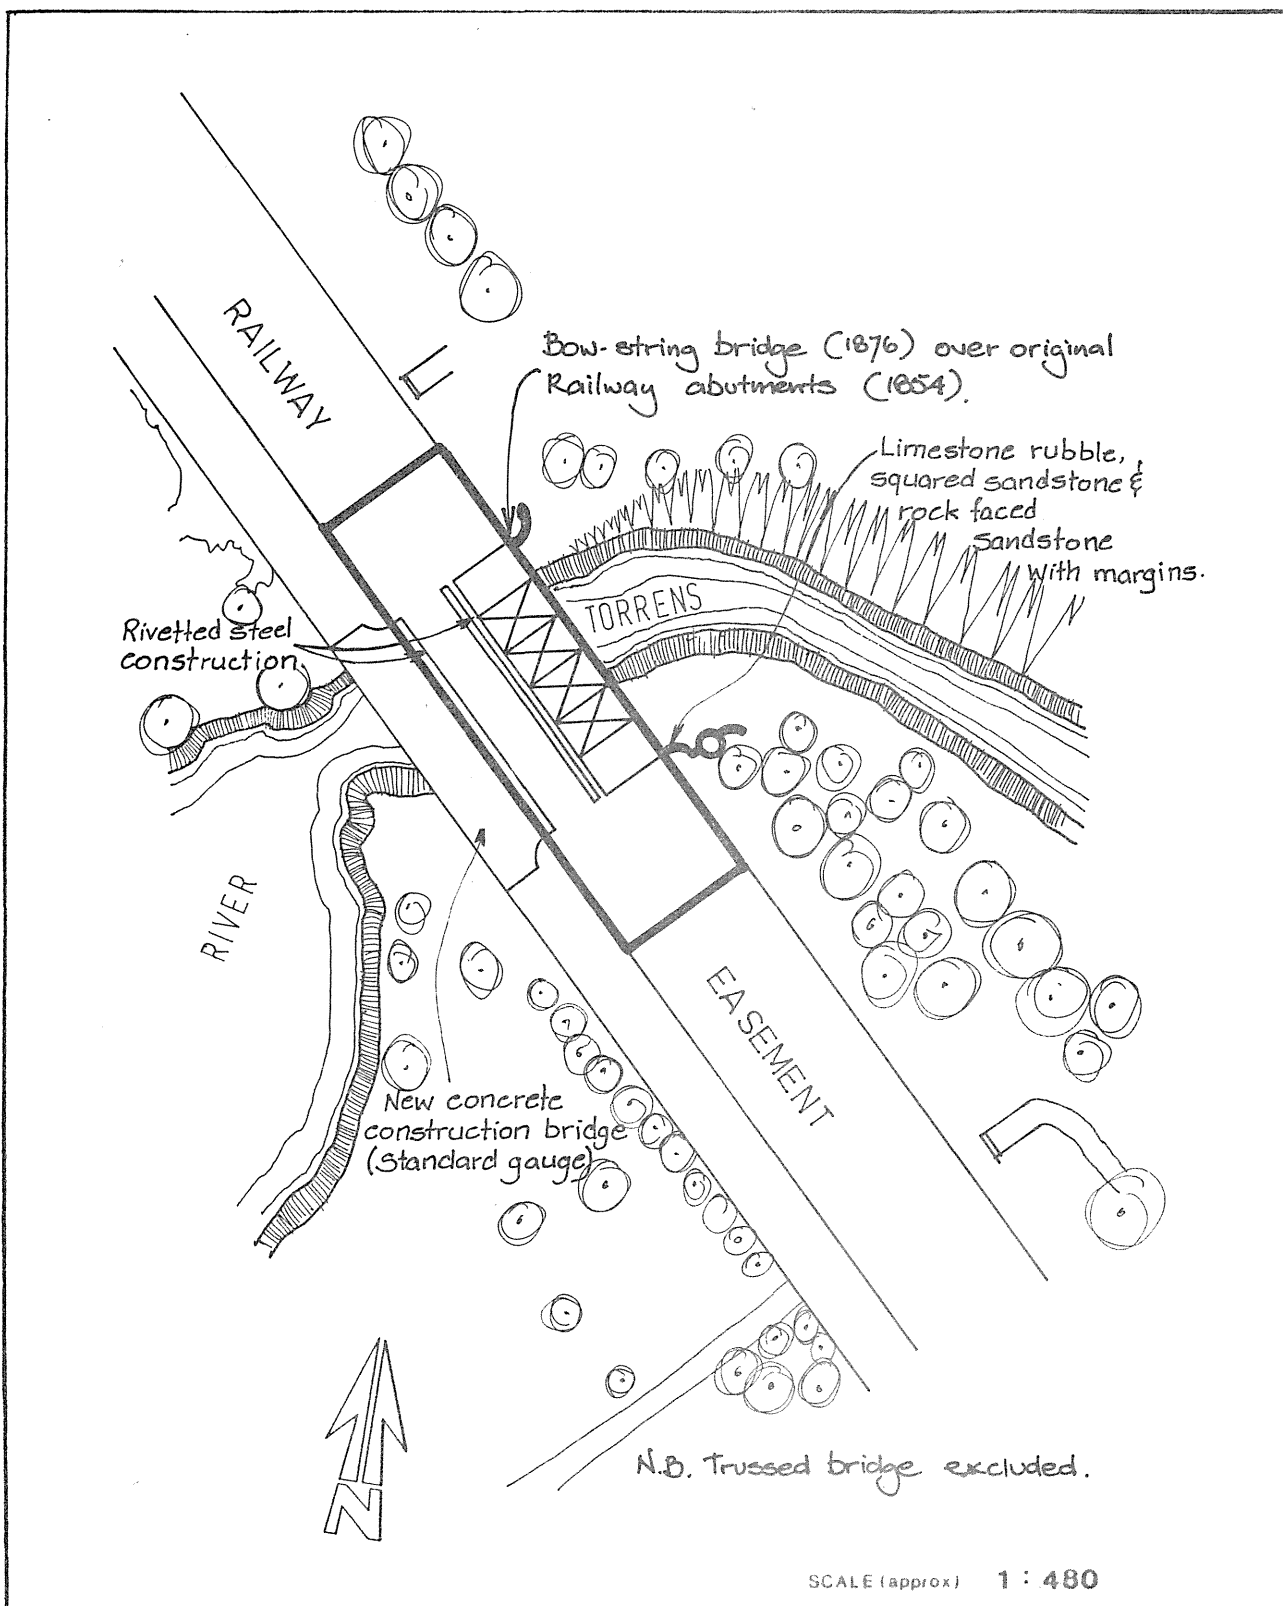 RAILWAY
Bow-string bridge (1876) over original
Railway abutments (1854).
Limestone rubble,
squared sandstone &
rock faced
Sandstone
with margins.
TORRENS
Rivetted steel
construction.
RIVER
EASEMENT
New concrete
construction bridge
(Standard gauge)
N.B. Trussed bridge excluded.
N
SCALE (approx) 1 : 480